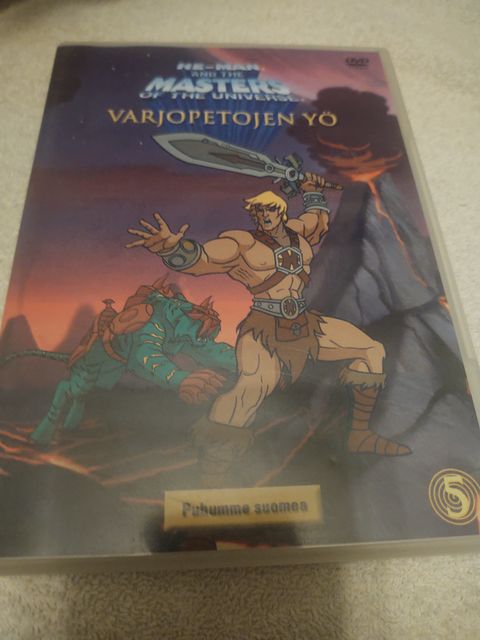 HE-MAN
AND THE
MASTERS
OF THE UNIVERSE.
VARJOPETOJEN YÖ
DVD
Puhumme suomea
5